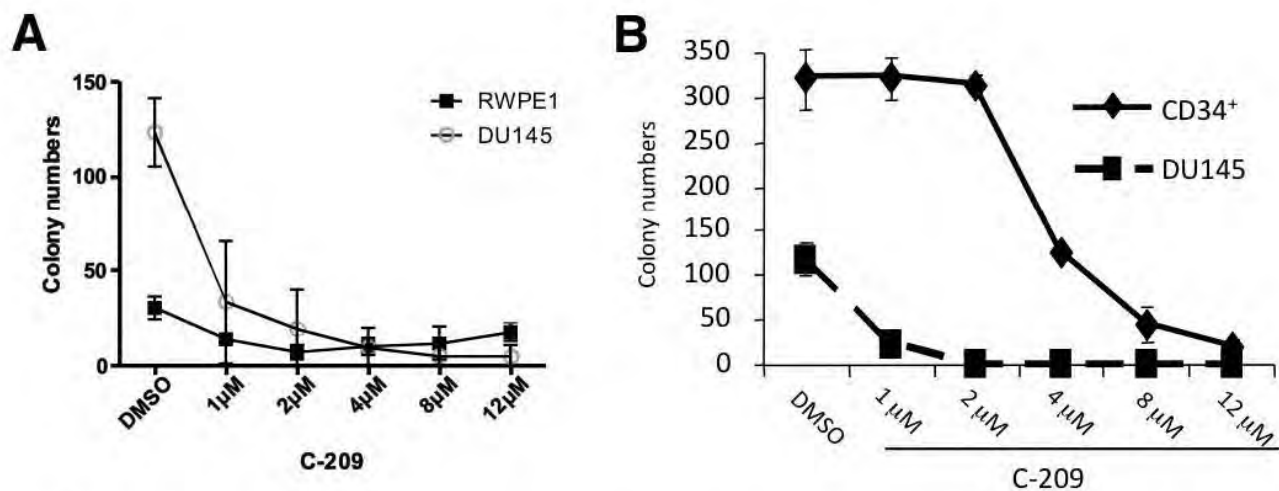 A
150
100
50
0
Colony numbers
RWPE1
DU145
DMSO
1µM
2µM
4µM
8µM
12µM
C-209
B
350
300
250
200
150
100
50
0
Colony numbers
CD34+
DU145
DMSO
1 µM
2 µM
4 µM
8 µM
12 µM
C-209